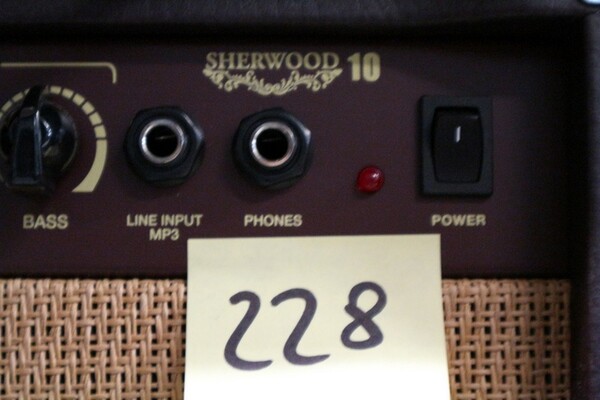 SHERWOOD 10
BASS
LINE INPUT
MP3
PHONES
POWER
228